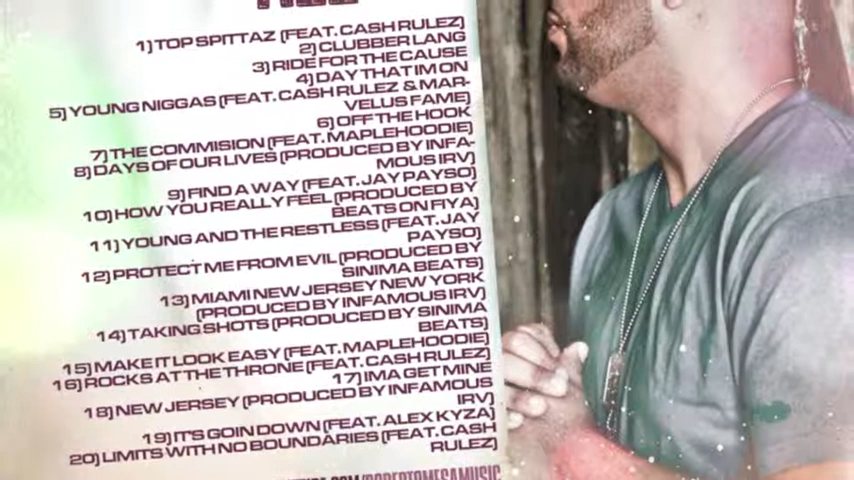 1) TOP SPITTAZ (FEAT. CASH RULEZ)
2) CLUBBER LANG
3) RIDE FOR THE CAUSE
4) DAY THAT IM ON
5) YOUNG NIGGAS (FEAT. CASH RULEZ & MAR-
VELUS FAME)
6) OFF THE HOOK
7) THE COMMISION (FEAT. MAPLEHOODIE)
8) DAYS OF OUR LIVES (PRODUCED BY INFA-
MOUS IRV)
9) FIND A WAY (FEAT. JAY PAYSO)
10) HOW YOU REALLY FEEL (PRODUCED BY
BEATS ON FIYA)
11) YOUNG AND THE RESTLESS (FEAT. JAY
PAYSO)
12) PROTECT ME FROM EVIL (PRODUCED BY
SINIMA BEATS)
13) MIAMI NEW JERSEY NEW YORK
(PRODUCED BY INFAMOUS IRV)
14) TAKING SHOTS (PRODUCED BY SINIMA
BEATS)
15) MAKE IT LOOK EASY (FEAT. MAPLEHOODIE)
16) ROCKS AT THE THRONE (FEAT. CASH RULEZ)
17) IMA GET MINE
18) NEW JERSEY (PRODUCED BY INFAMOUS
IRV)
19) IT'S GOIN DOWN (FEAT. ALEX KYZA)
20) LIMITS WITH NO BOUNDARIES (FEAT. CASH
RULEZ)